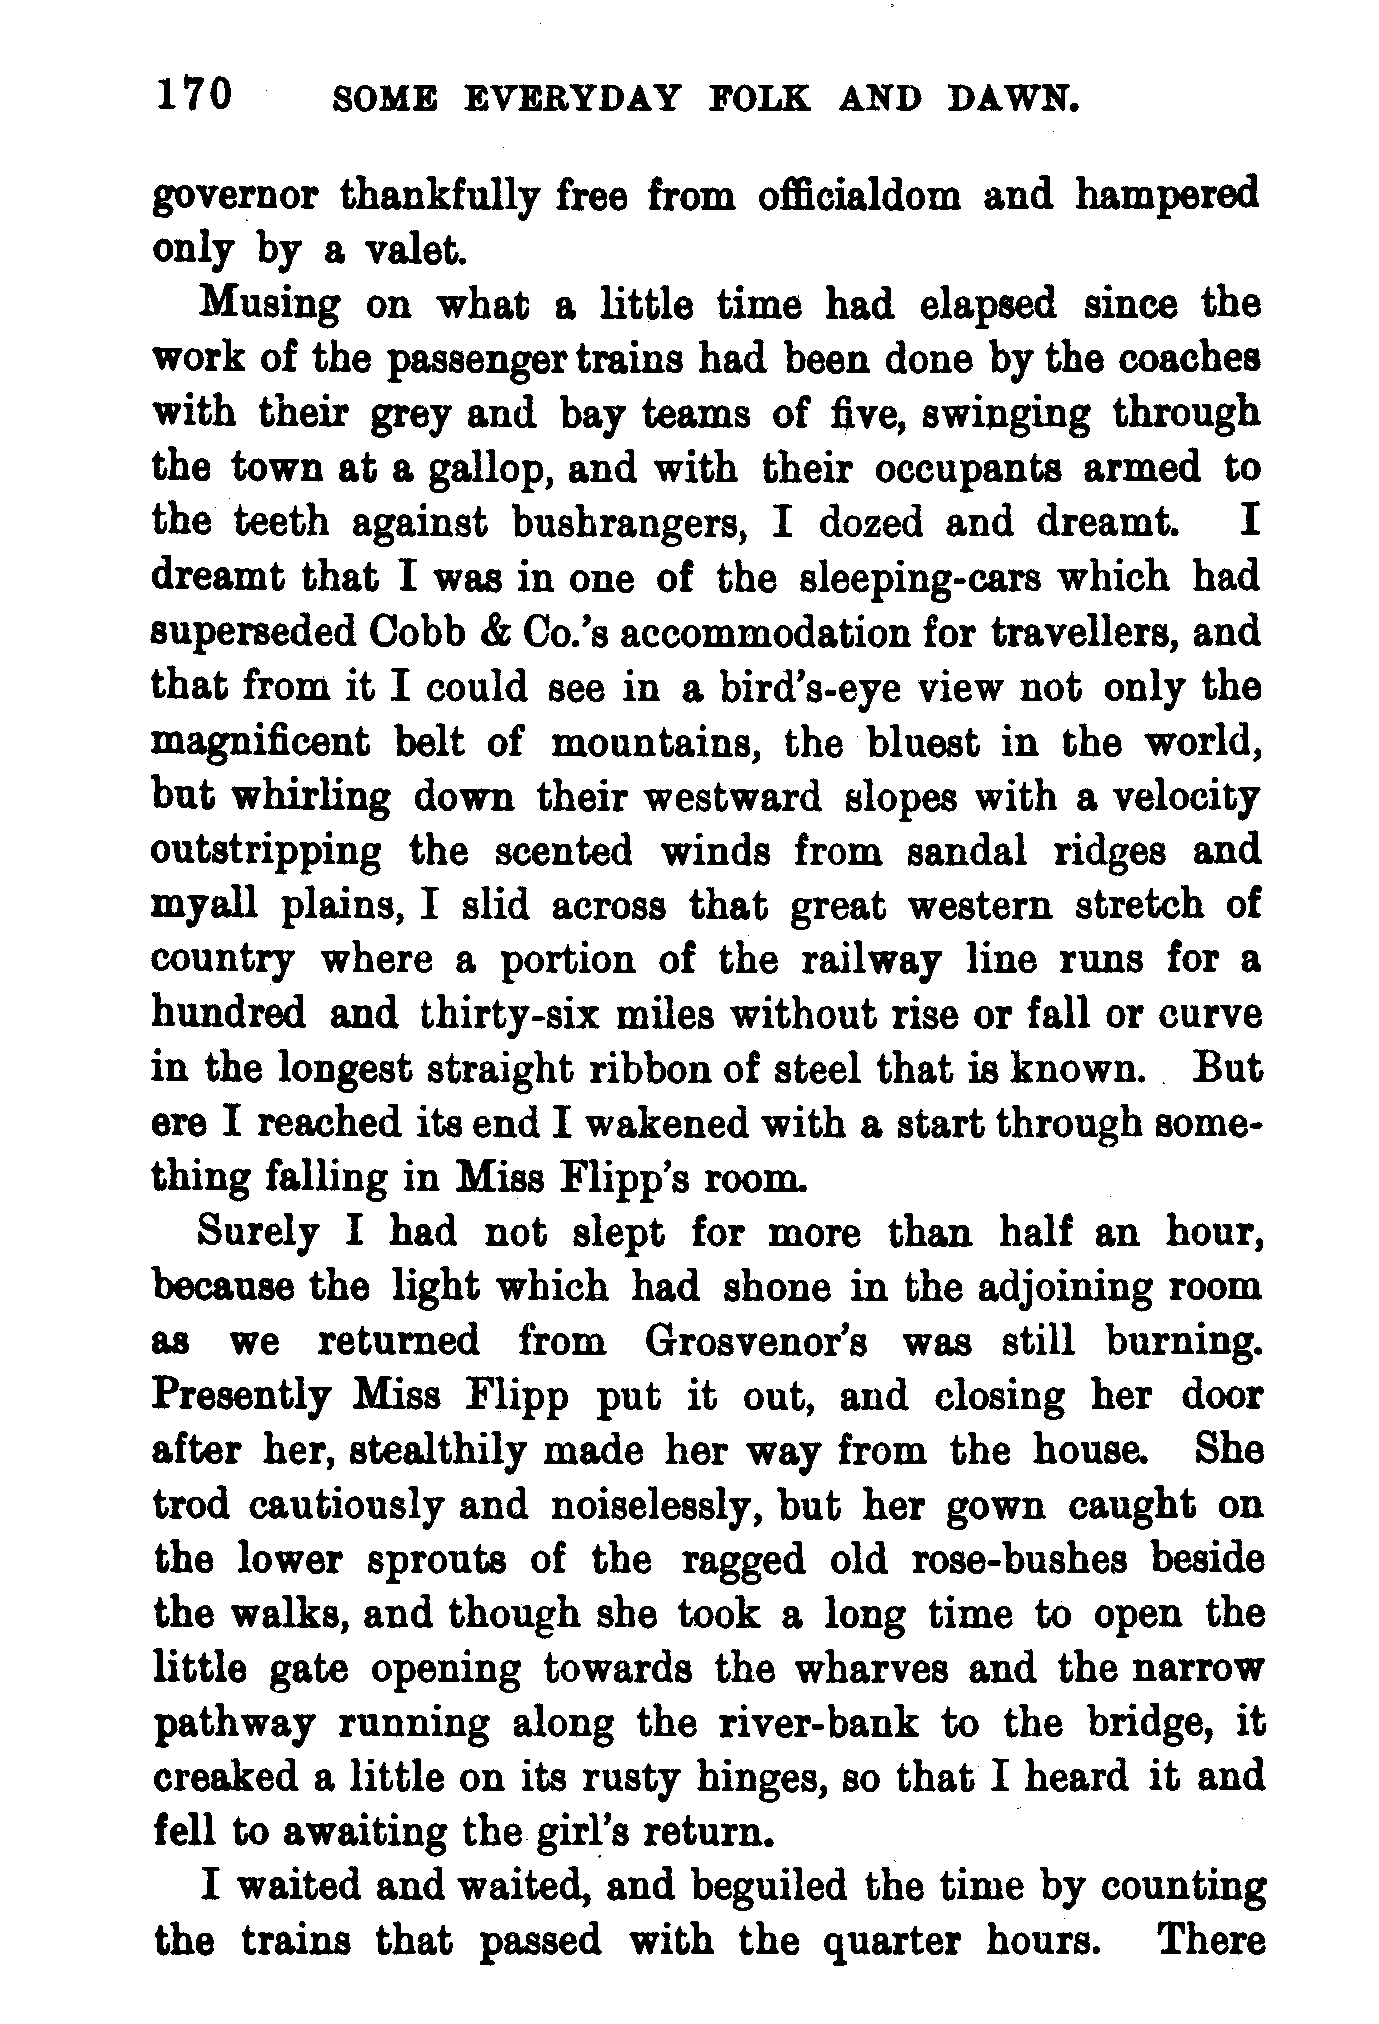 170 SOME EVERYDAY FOLK AND DAWN.
governor thankfully free from officialdom and hampered
only by a valet.
Musing on what a little time had elapsed since the
work of the passenger trains had been done by the coaches
with their grey and bay teams of five, swinging through
the town at a gallop, and with their occupants armed to
the teeth against bushrangers, I dozed and dreamt. I
dreamt that I was in one of the sleeping-cars which had
superseded Cobb & Co.'s accommodation for travellers, and
that from it I could see in a bird's-eye view not only the
magnificent belt of mountains, the bluest in the world,
but whirling down their westward slopes with a velocity
outstripping the scented winds from sandal ridges and
myall plains, I slid across that great western stretch of
country where a portion of the railway line runs for a
hundred and thirty-six miles without rise or fall or curve
in the longest straight ribbon of steel that is known. But
ere I reached its end I wakened with a start through some-
thing falling in Miss Flipp's room.
Surely I had not slept for more than half an hour,
because the light which had shone in the adjoining room
as we returned from Grosvenor's was still burning.
Presently Miss Flipp put it out, and closing her door
after her, stealthily made her way from the house. She
trod cautiously and noiselessly, but her gown caught on
the lower sprouts of the ragged old rose-bushes beside
the walks, and though she took a long time to open the
little gate opening towards the wharves and the narrow
pathway running along the river-bank to the bridge, it
creaked a little on its rusty hinges, so that I heard it and
fell to awaiting the girl's return.
I waited and waited, and beguiled the time by counting
the trains that passed with the quarter hours. There